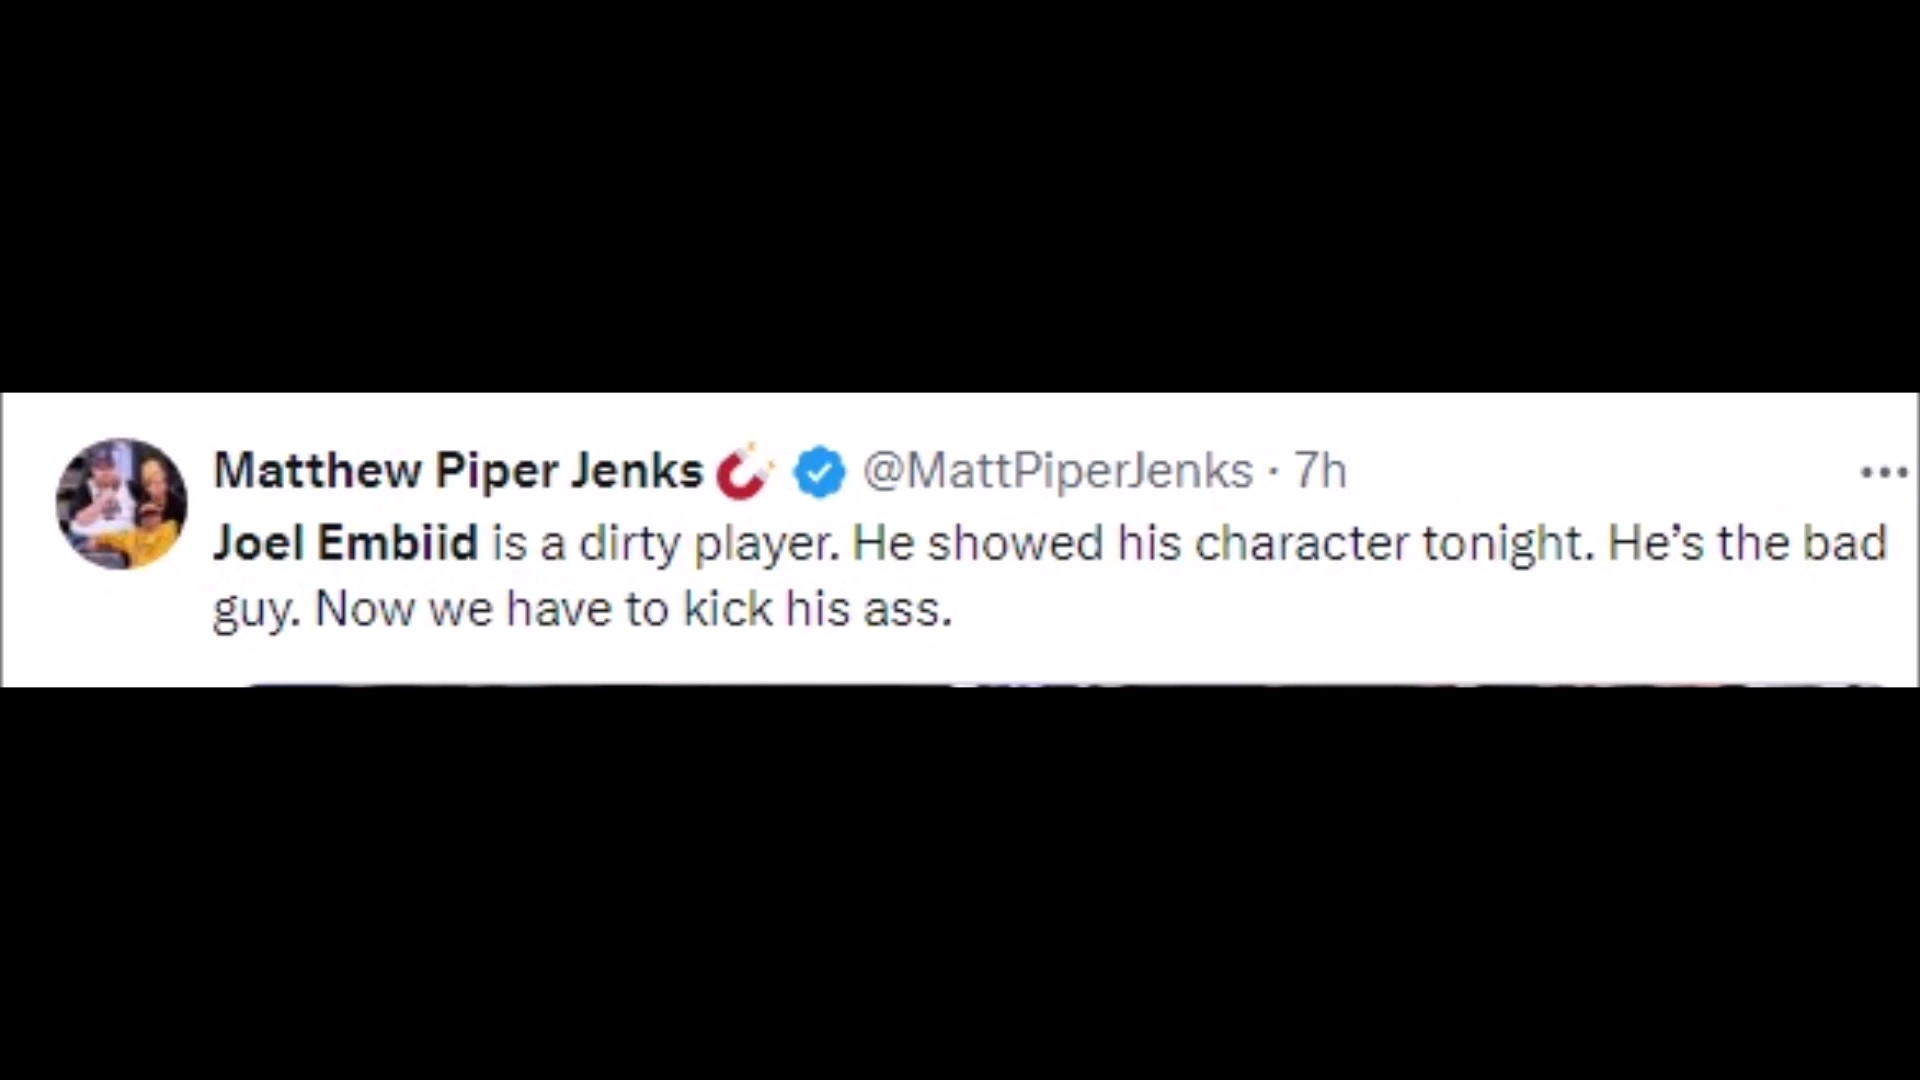 Matthew Piper Jenks @MattPiperJenks · 7h
Joel Embiid is a dirty player. He showed his character tonight. He’s the bad
guy. Now we have to kick his ass.